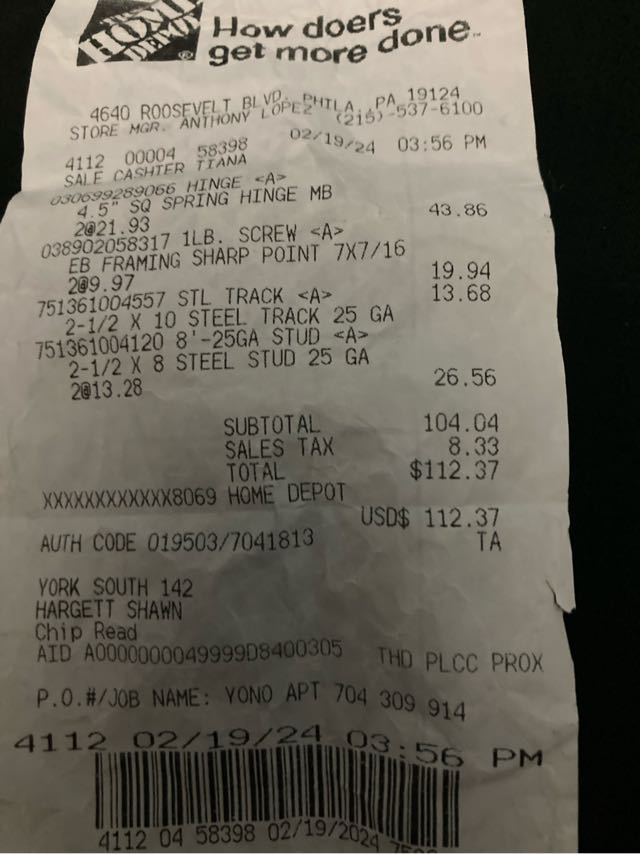 THE
HOME
DEPOT
®
How doers
get more done™
4640 ROOSEVELT BLVD. PHILA, PA 19124
STORE MGR. ANTHONY LOPEZ (215)-537-6100
4112 00004 58398 02/19/24 03:56 PM
SALE CASHIER TIANA
030699289066 HINGE <A>
4.5" SQ SPRING HINGE MB
2@21.93 43.86
038902058317 1LB. SCREW <A>
EB FRAMING SHARP POINT 7X7/16
2@9.97 19.94
751361004557 STL TRACK <A> 13.68
2-1/2 X 10 STEEL TRACK 25 GA
751361004120 8'-25GA STUD <A>
2-1/2 X 8 STEEL STUD 25 GA
2@13.28 26.56
SUBTOTAL 104.04
SALES TAX 8.33
TOTAL $112.37
XXXXXXXXXXXX8069 HOME DEPOT
USD$ 112.37
AUTH CODE 019503/7041813 TA
YORK SOUTH 142
HARGETT SHAWN
Chip Read
AID A0000000049999D8400305 THD PLCC PROX
P.O.#/JOB NAME: YONO APT 704 309 914
4112 02/19/24 03:56 PM
4112 04 58398 02/19/2024